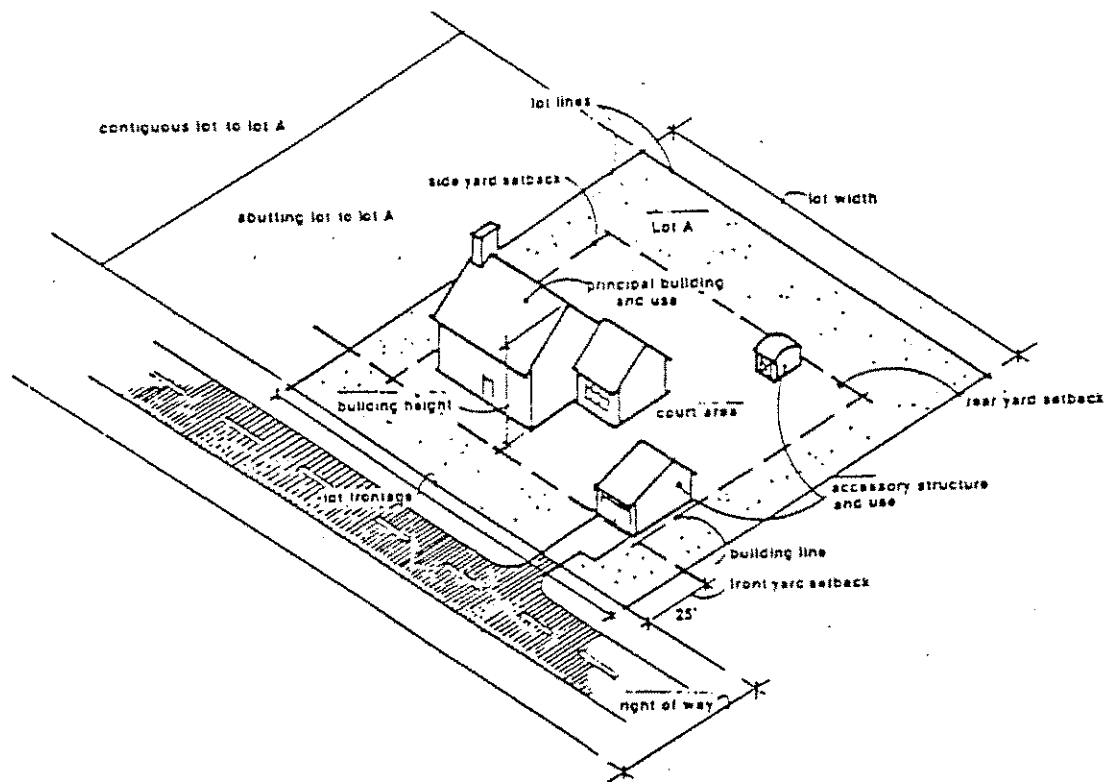 lot lines
contiguous lot to lot A
side yard setback
lot width
abutting lot to lot A
Lot A
principal building
and use
building height
court area
rear yard setback
lot frontage
accessory structure
and use
building line
front yard setback
25'
right of way